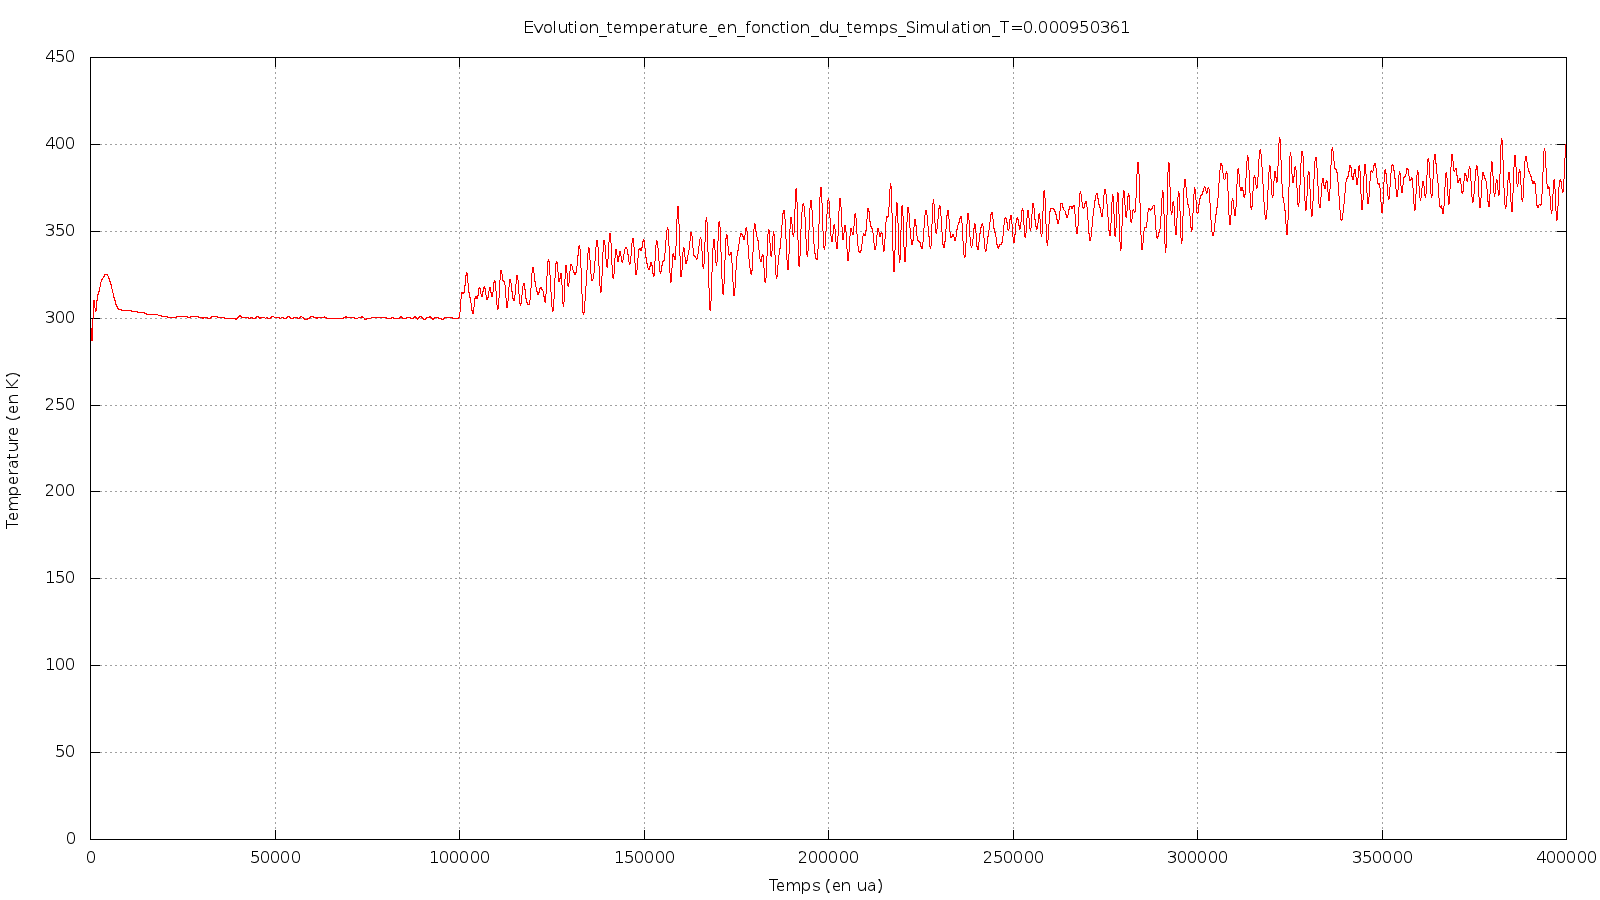 Evolution_temperature_en_fonction_du_temps_Simulation_T=0.000950361
450
400
350
300
250
200
150
100
50
0
Temperature (en K)
0 50000 100000 150000 200000 250000 300000 350000 400000
Temps (en ua)